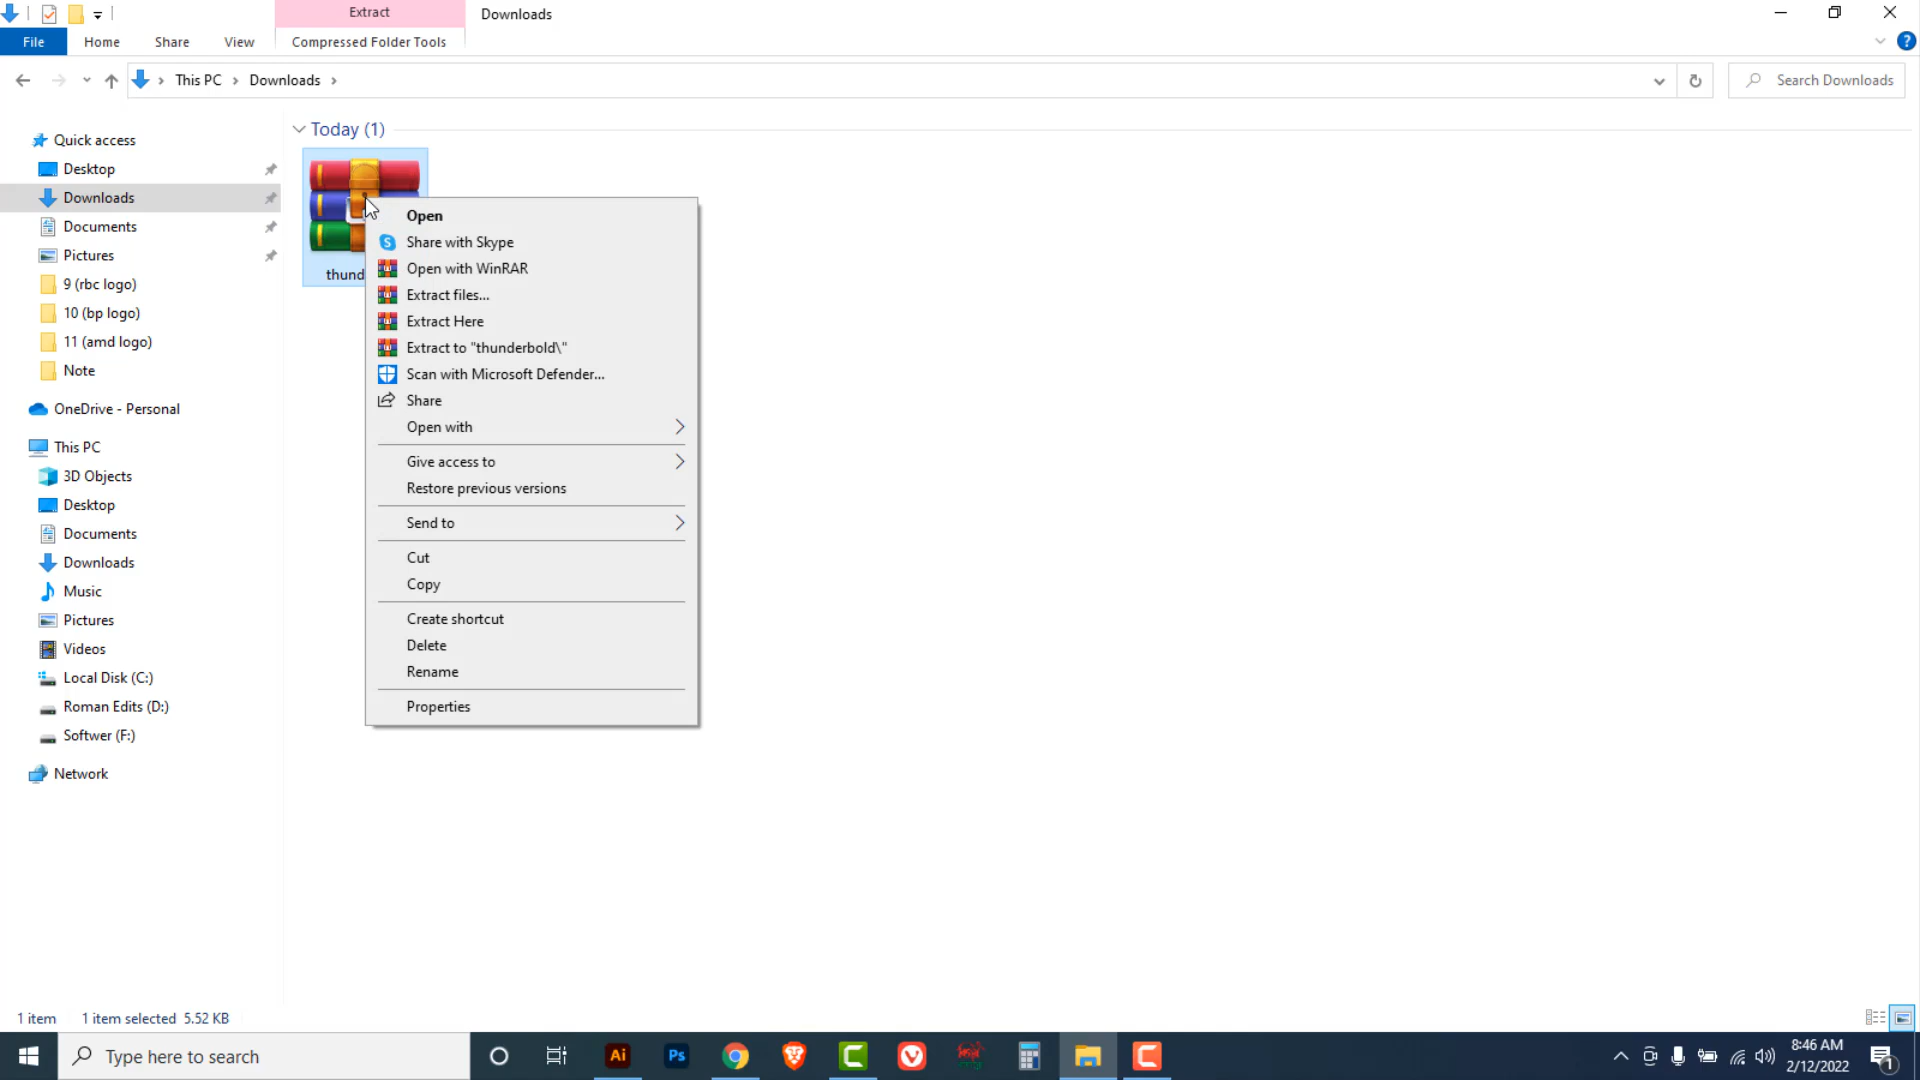 Extract
Downloads
File
Home
Share
View
Compressed Folder Tools
This PC
Downloads
Search Downloads
Quick access
Desktop
Downloads
Documents
Pictures
9 (rbc logo)
10 (bp logo)
11 (amd logo)
Note
OneDrive - Personal
This PC
3D Objects
Desktop
Documents
Downloads
Music
Pictures
Videos
Local Disk (C:)
Roman Edits (D:)
Softwer (F:)
Network
Today (1)
thund
Open
Share with Skype
Open with WinRAR
Extract files...
Extract Here
Extract to "thunderbold\"
Scan with Microsoft Defender...
Share
Open with
Give access to
Restore previous versions
Send to
Cut
Copy
Create shortcut
Delete
Rename
Properties
1 item
1 item selected 5.52 KB
Type here to search
Ai
Ps
8:46 AM
2/12/2022
1